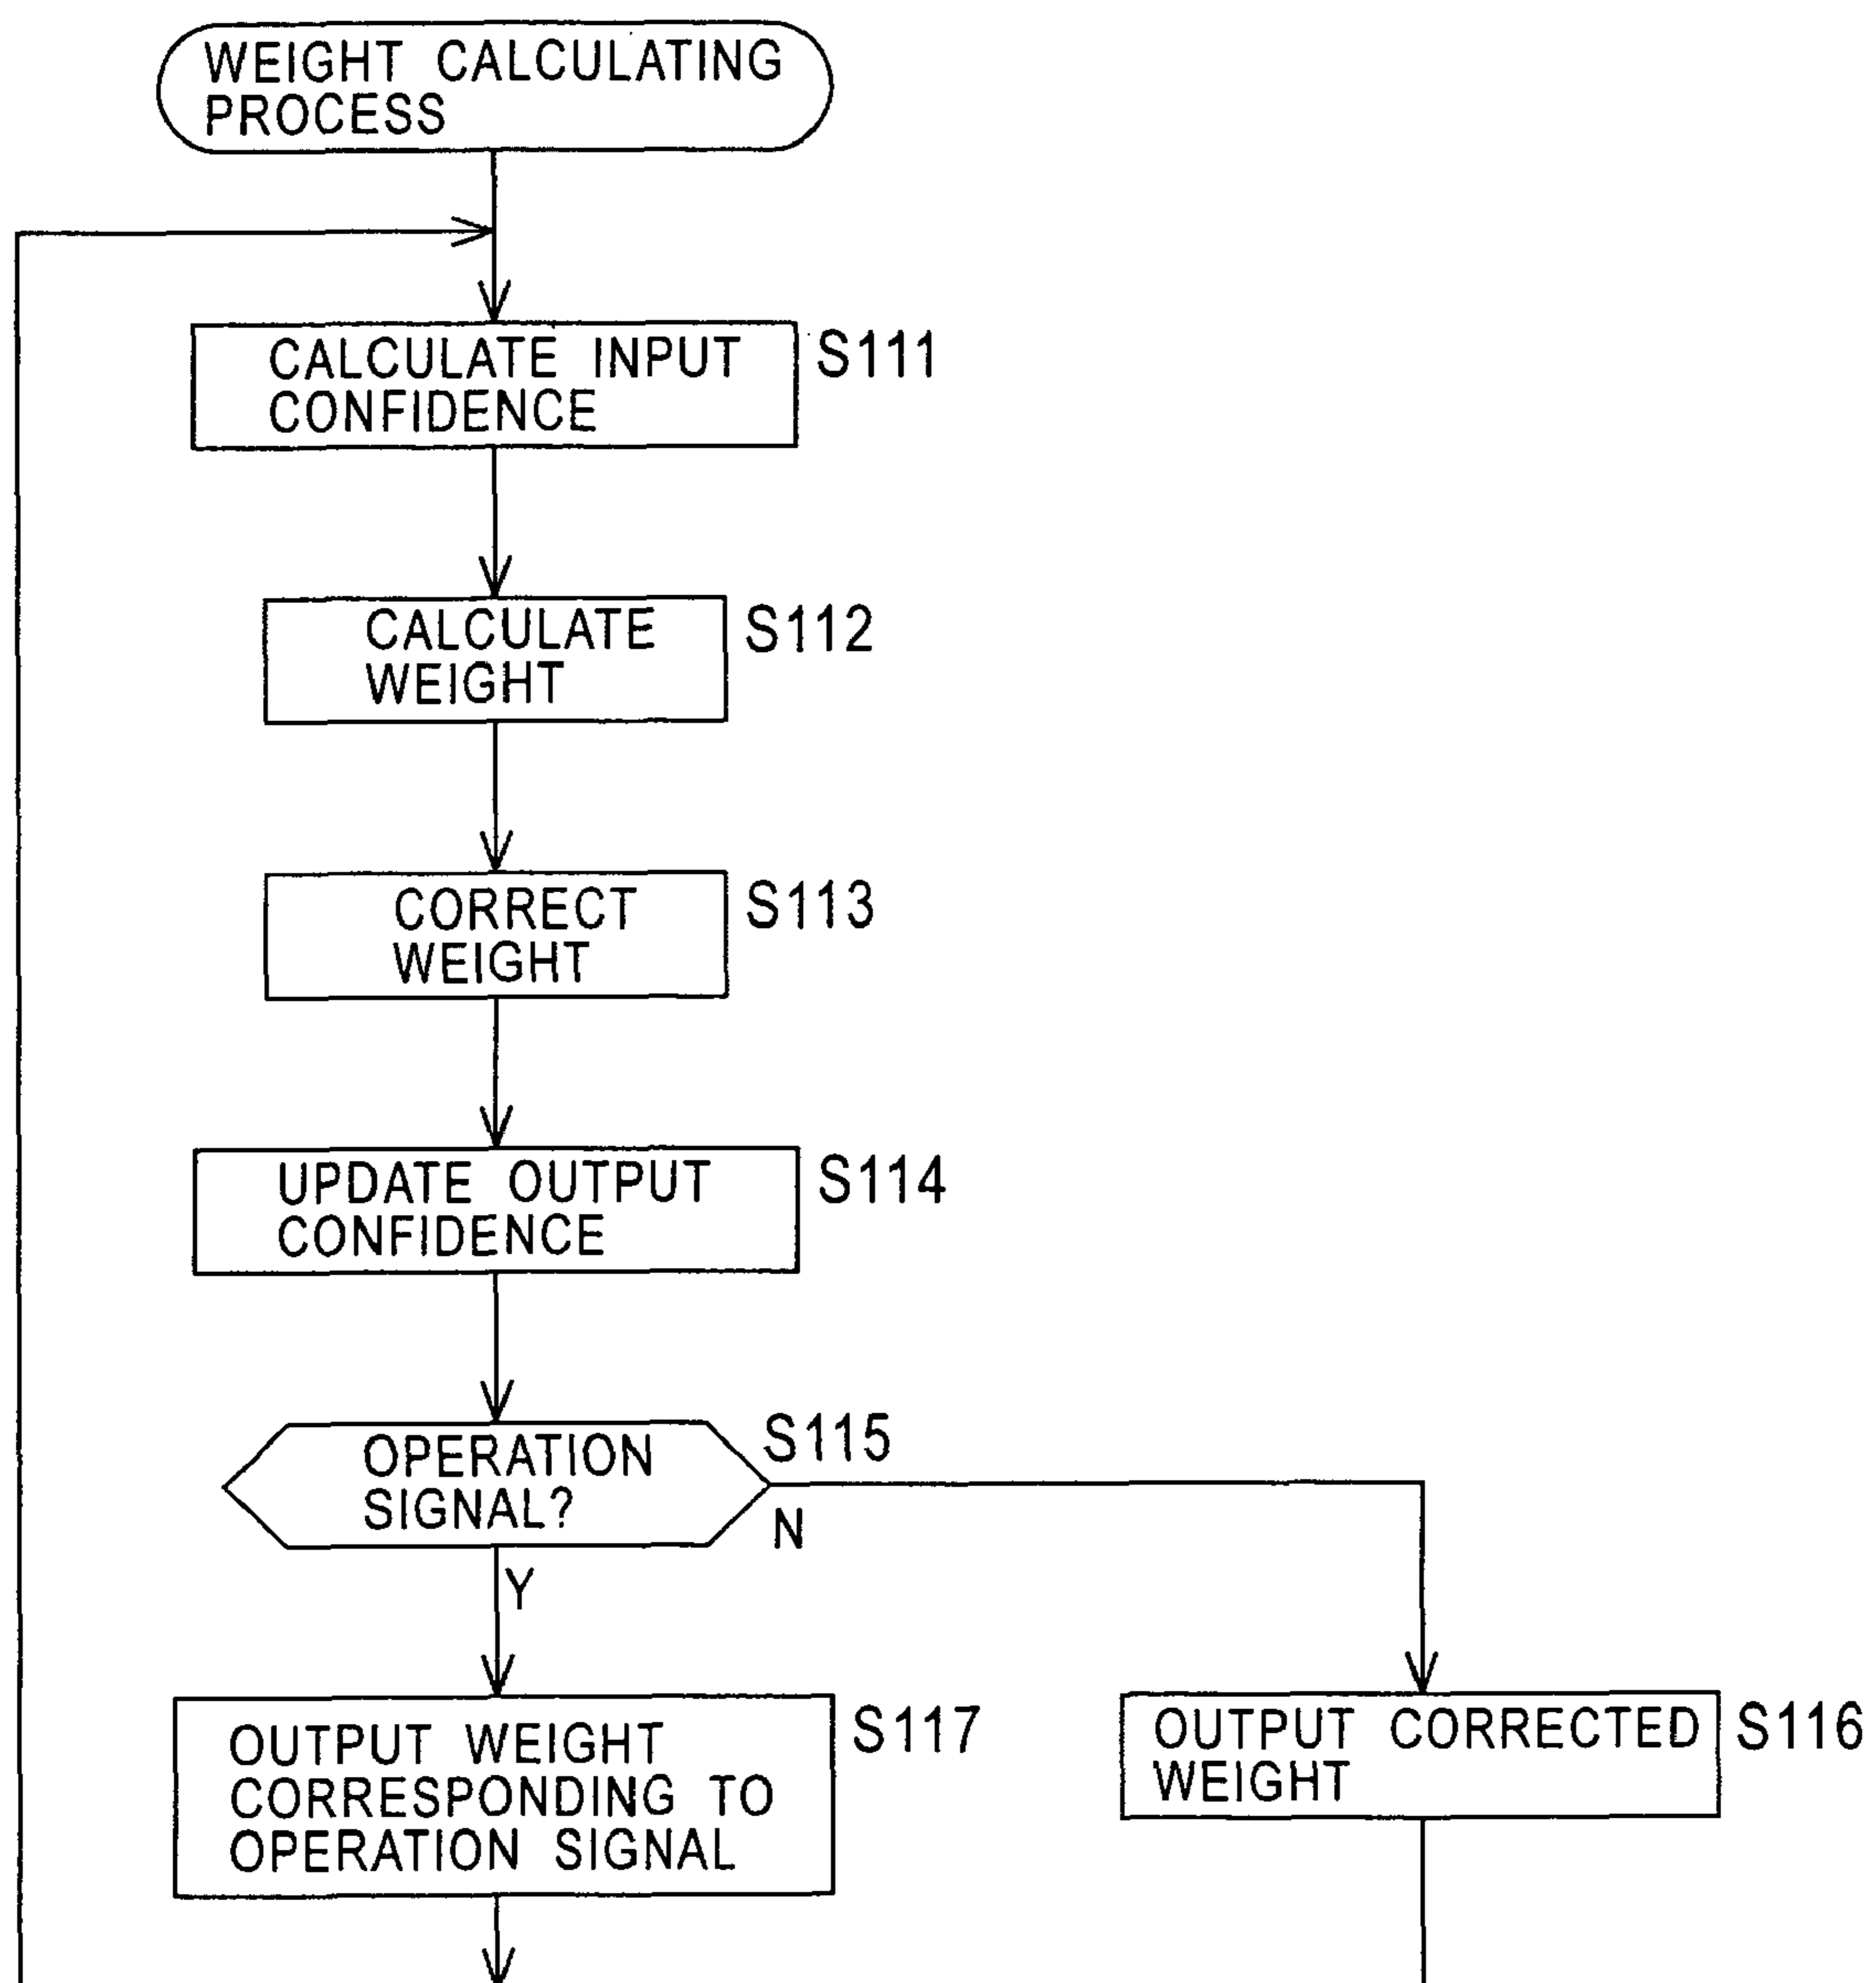 WEIGHT CALCULATING
PROCESS
CALCULATE INPUT
CONFIDENCE
S111
CALCULATE
WEIGHT
S112
CORRECT
WEIGHT
S113
UPDATE OUTPUT
CONFIDENCE
S114
OPERATION
SIGNAL?
S115
N
Y
OUTPUT WEIGHT
CORRESPONDING TO
OPERATION SIGNAL
S117
OUTPUT CORRECTED
WEIGHT
S116